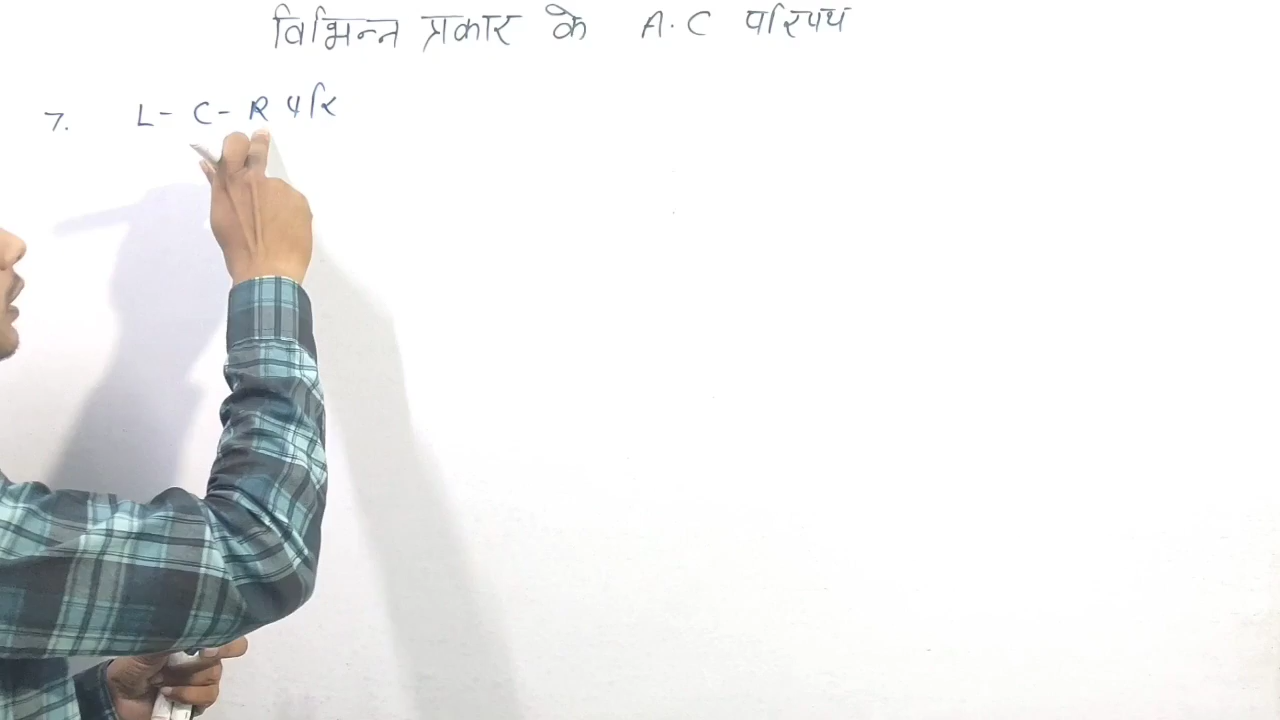 विभिन्न प्रकार के A.C परिपथ
7. L - C - R परि